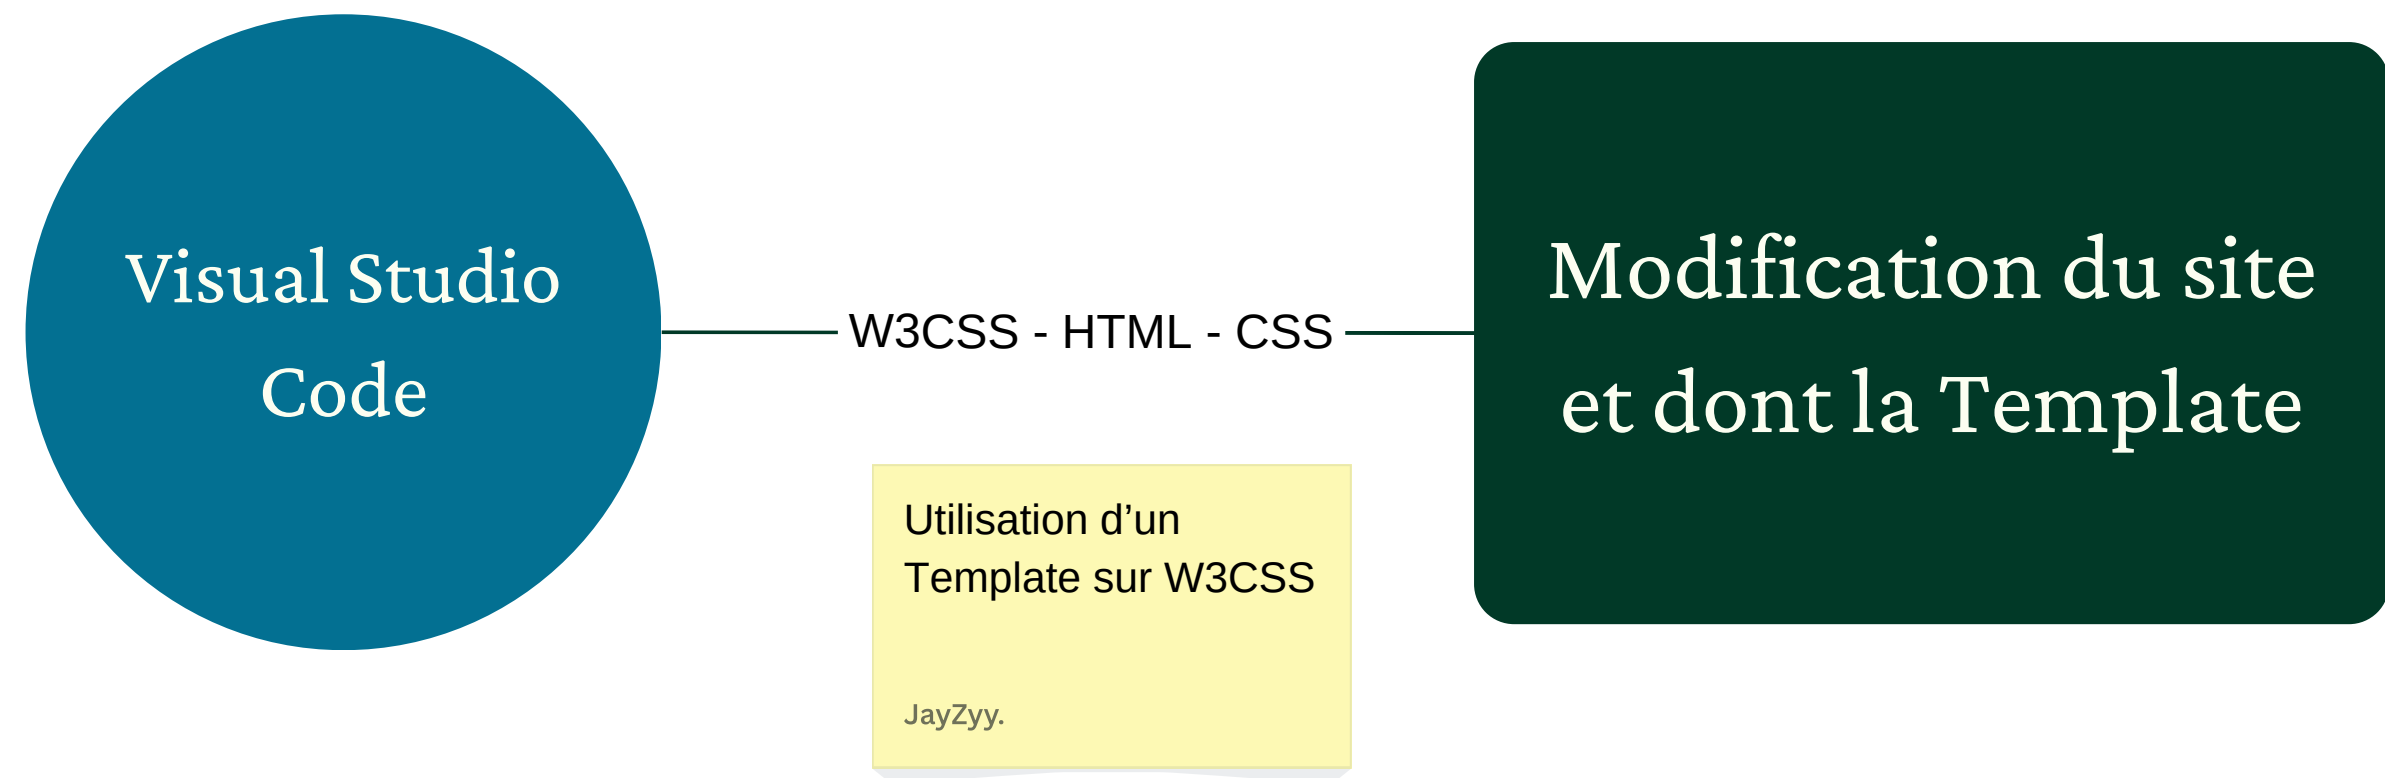 Visual Studio
Code
W3CSS - HTML - CSS
Modification du site
et dont la Template
Utilisation d’un
Template sur W3CSS
JayZyy.